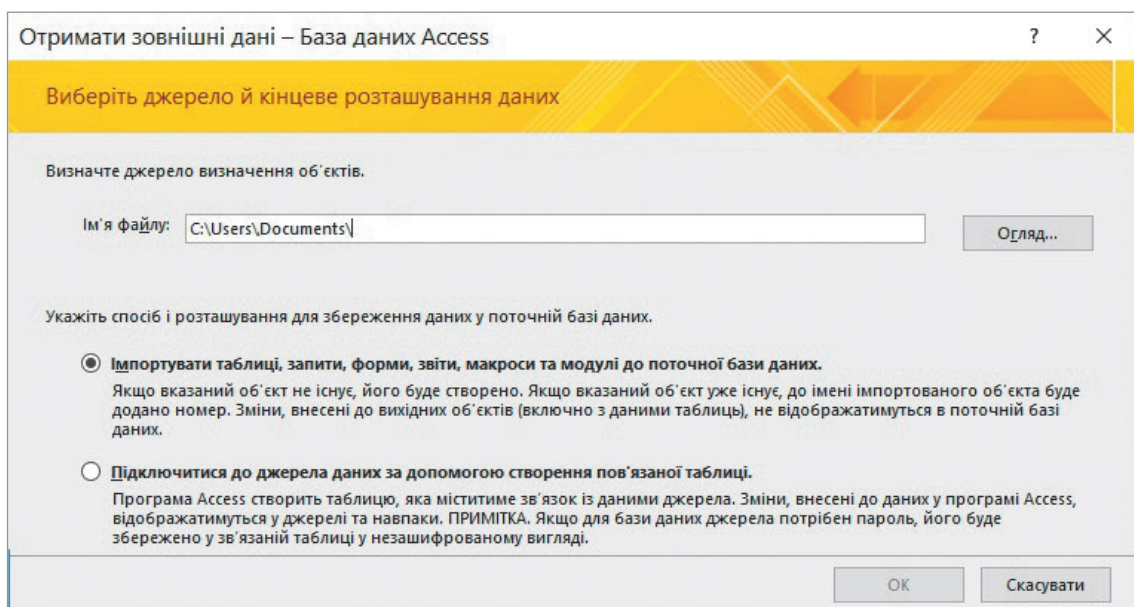 Отримати зовнішні дані – База даних Access ? ×
Виберіть джерело й кінцеве розташування даних
Визначте джерело визначення об'єктів.
Ім'я файлу: C:\Users\Documents\ Огляд...
Укажіть спосіб і розташування для збереження даних у поточній базі даних.
Імпортувати таблиці, запити, форми, звіти, макроси та модулі до поточної бази даних.
Якщо вказаний об'єкт не існує, його буде створено. Якщо вказаний об'єкт уже існує, до імені імпортованого об'єкта буде
додано номер. Зміни, внесені до вихідних об'єктів (включно з даними таблиць), не відображатимуться в поточній базі
даних.
Підключитися до джерела даних за допомогою створення пов'язаної таблиці.
Програма Access створить таблицю, яка міститиме зв'язок із даними джерела. Зміни, внесені до даних у програмі Access,
відображатимуться у джерелі та навпаки. ПРИМІТКА. Якщо для бази даних джерела потрібен пароль, його буде
збережено у зв'язаній таблиці у незашифрованому вигляді.
OK Скасувати